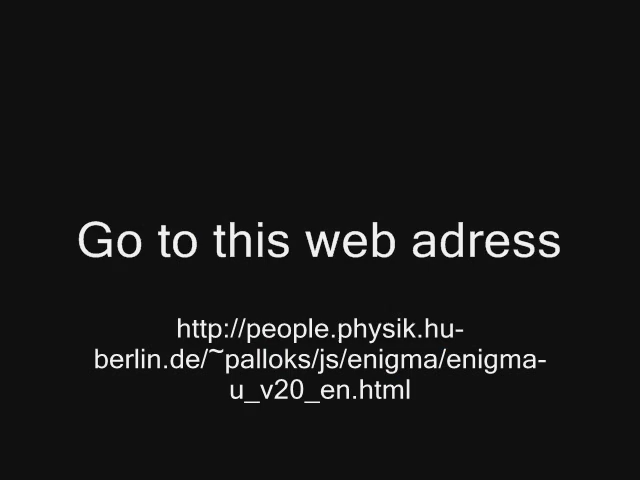 Go to this web adress
http://people.physik.hu-
berlin.de/~palloks/js/enigma/enigma-
u_v20_en.html